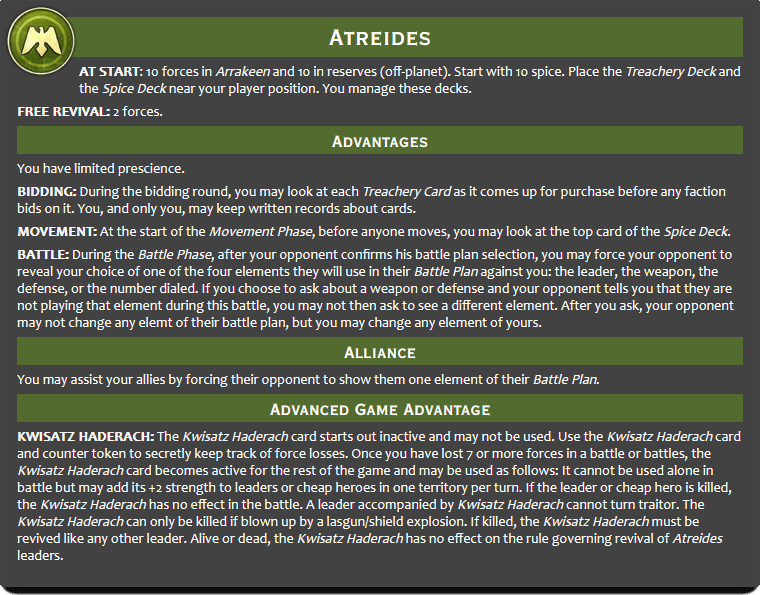 ATREIDES
AT START: 10 forces in Arrakeen and 10 in reserves (off-planet). Start with 10 spice. Place the Treachery Deck and
the Spice Deck near your player position. You manage these decks.
FREE REVIVAL: 2 forces.
ADVANTAGES
You have limited prescience.
BIDDING: During the bidding round, you may look at each Treachery Card as it comes up for purchase before any faction
bids on it. You, and only you, may keep written records about cards.
MOVEMENT: At the start of the Movement Phase, before anyone moves, you may look at the top card of the Spice Deck.
BATTLE: During the Battle Phase, after your opponent confirms his battle plan selection, you may force your opponent to
reveal your choice of one of the four elements they will use in their Battle Plan against you: the leader, the weapon, the
defense, or the number dialed. If you choose to ask about a weapon or defense and your opponent tells you that they are
not playing that element during this battle, you may not then ask to see a different element. After you ask, your opponent
may not change any elemt of their battle plan, but you may change any element of yours.
ALLIANCE
You may assist your allies by forcing their opponent to show them one element of their Battle Plan.
ADVANCED GAME ADVANTAGE
KWISATZ HADERACH: The Kwisatz Haderach card starts out inactive and may not be used. Use the Kwisatz Haderach card
and counter token to secretly keep track of force losses. Once you have lost 7 or more forces in a battle or battles, the
Kwisatz Haderach card becomes active for the rest of the game and may be used as follows: It cannot be used alone in
battle but may add its +2 strength to leaders or cheap heroes in one territory per turn. If the leader or cheap hero is killed,
the Kwisatz Haderach has no effect in the battle. A leader accompanied by Kwisatz Haderach cannot turn traitor. The
Kwisatz Haderach can only be killed if blown up by a lasgun/shield explosion. If killed, the Kwisatz Haderach must be
revived like any other leader. Alive or dead, the Kwisatz Haderach has no effect on the rule governing revival of Atreides
leaders.